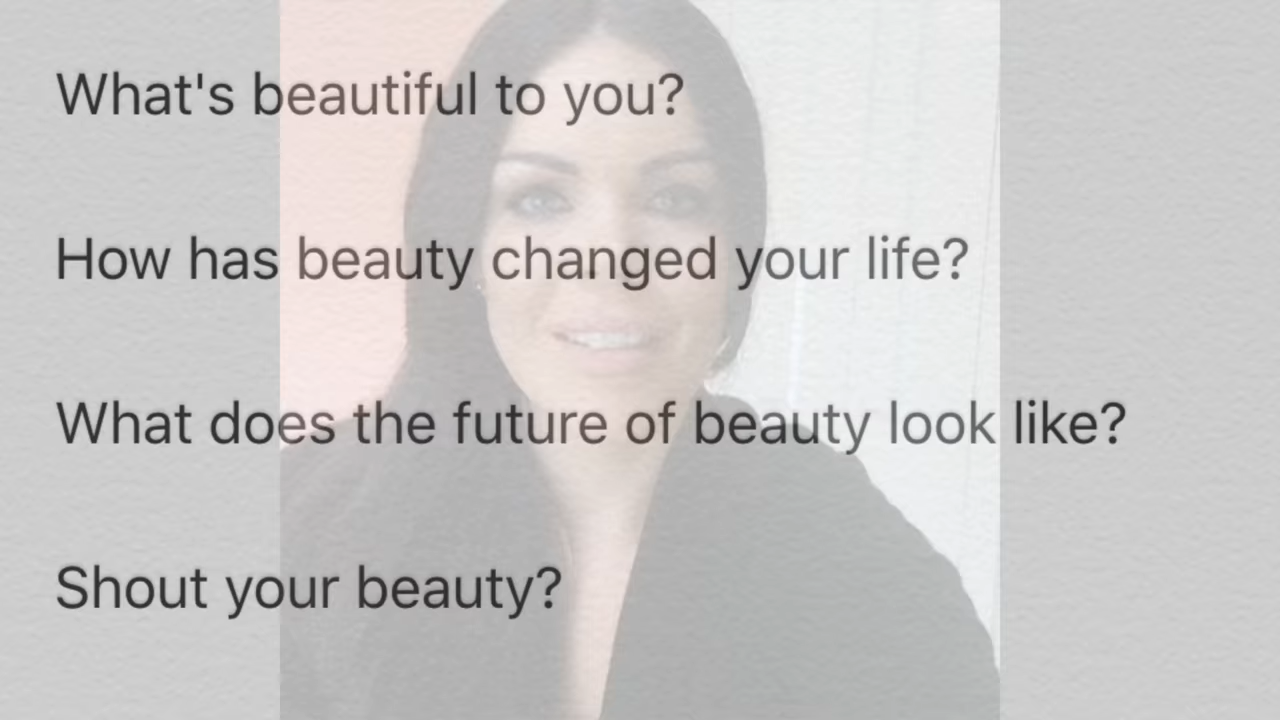 What's beautiful to you?
How has beauty changed your life?
What does the future of beauty look like?
Shout your beauty?